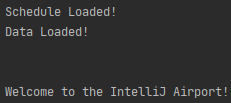 Schedule Loaded!
Data Loaded!
Welcome to the IntelliJ Airport!